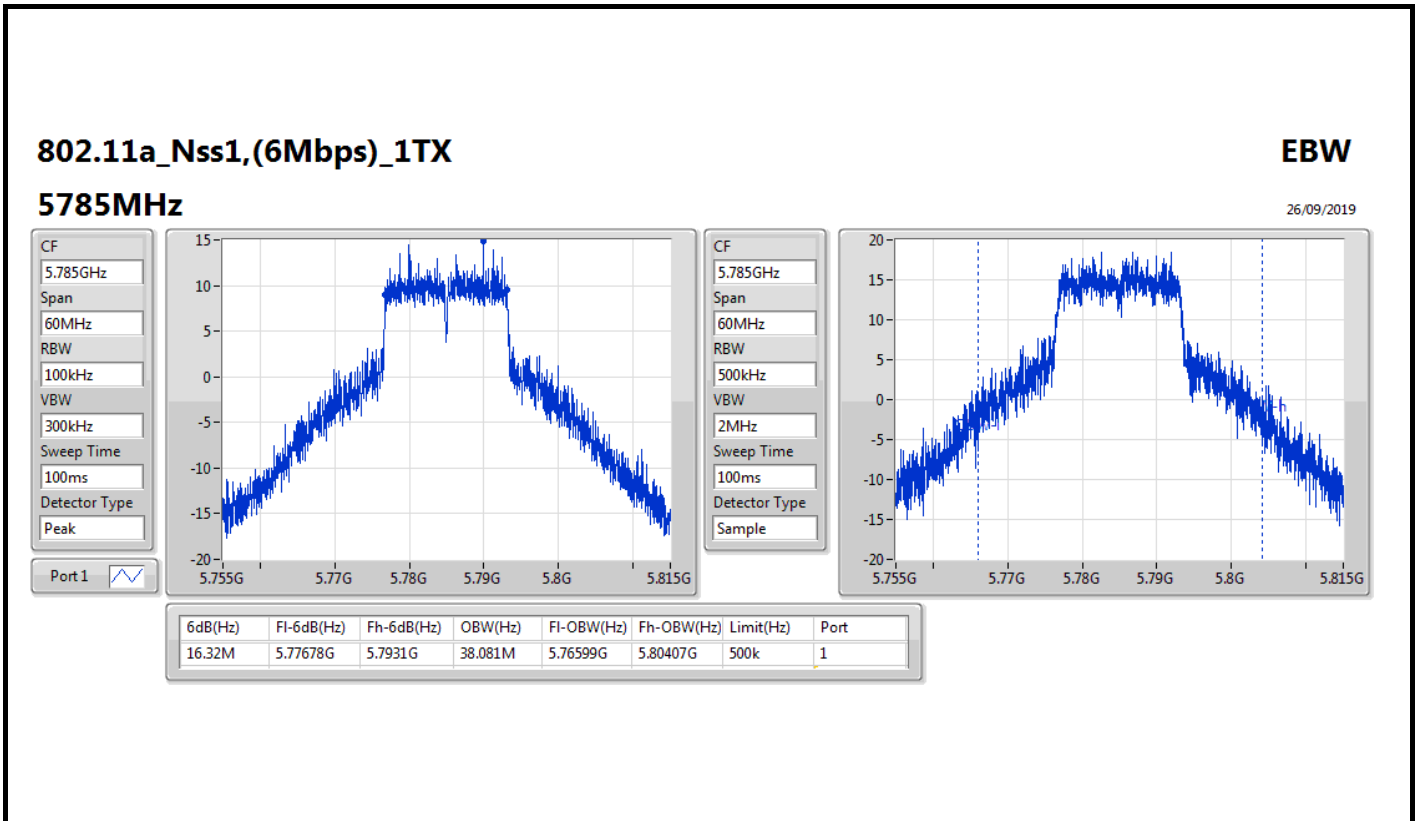 802.11a_Nss1,(6Mbps)_1TX
EBW
5785MHz
26/09/2019
CF
5.785GHz
Span
60MHz
RBW
100kHz
VBW
300kHz
Sweep Time
100ms
Detector Type
Peak
Port 1
15
10
5
0
-5
-10
-15
-20
5.755G 5.77G 5.78G 5.79G 5.8G 5.815G
CF
5.785GHz
Span
60MHz
RBW
500kHz
VBW
2MHz
Sweep Time
100ms
Detector Type
Sample
20
15
10
5
0
-5
-10
-15
-20
5.755G 5.77G 5.78G 5.79G 5.8G 5.815G
6dB(Hz) Fl-6dB(Hz) Fh-6dB(Hz) OBW(Hz) Fl-OBW(Hz) Fh-OBW(Hz) Limit(Hz) Port
16.32M 5.77678G 5.7931G 38.081M 5.76599G 5.80407G 500k 1